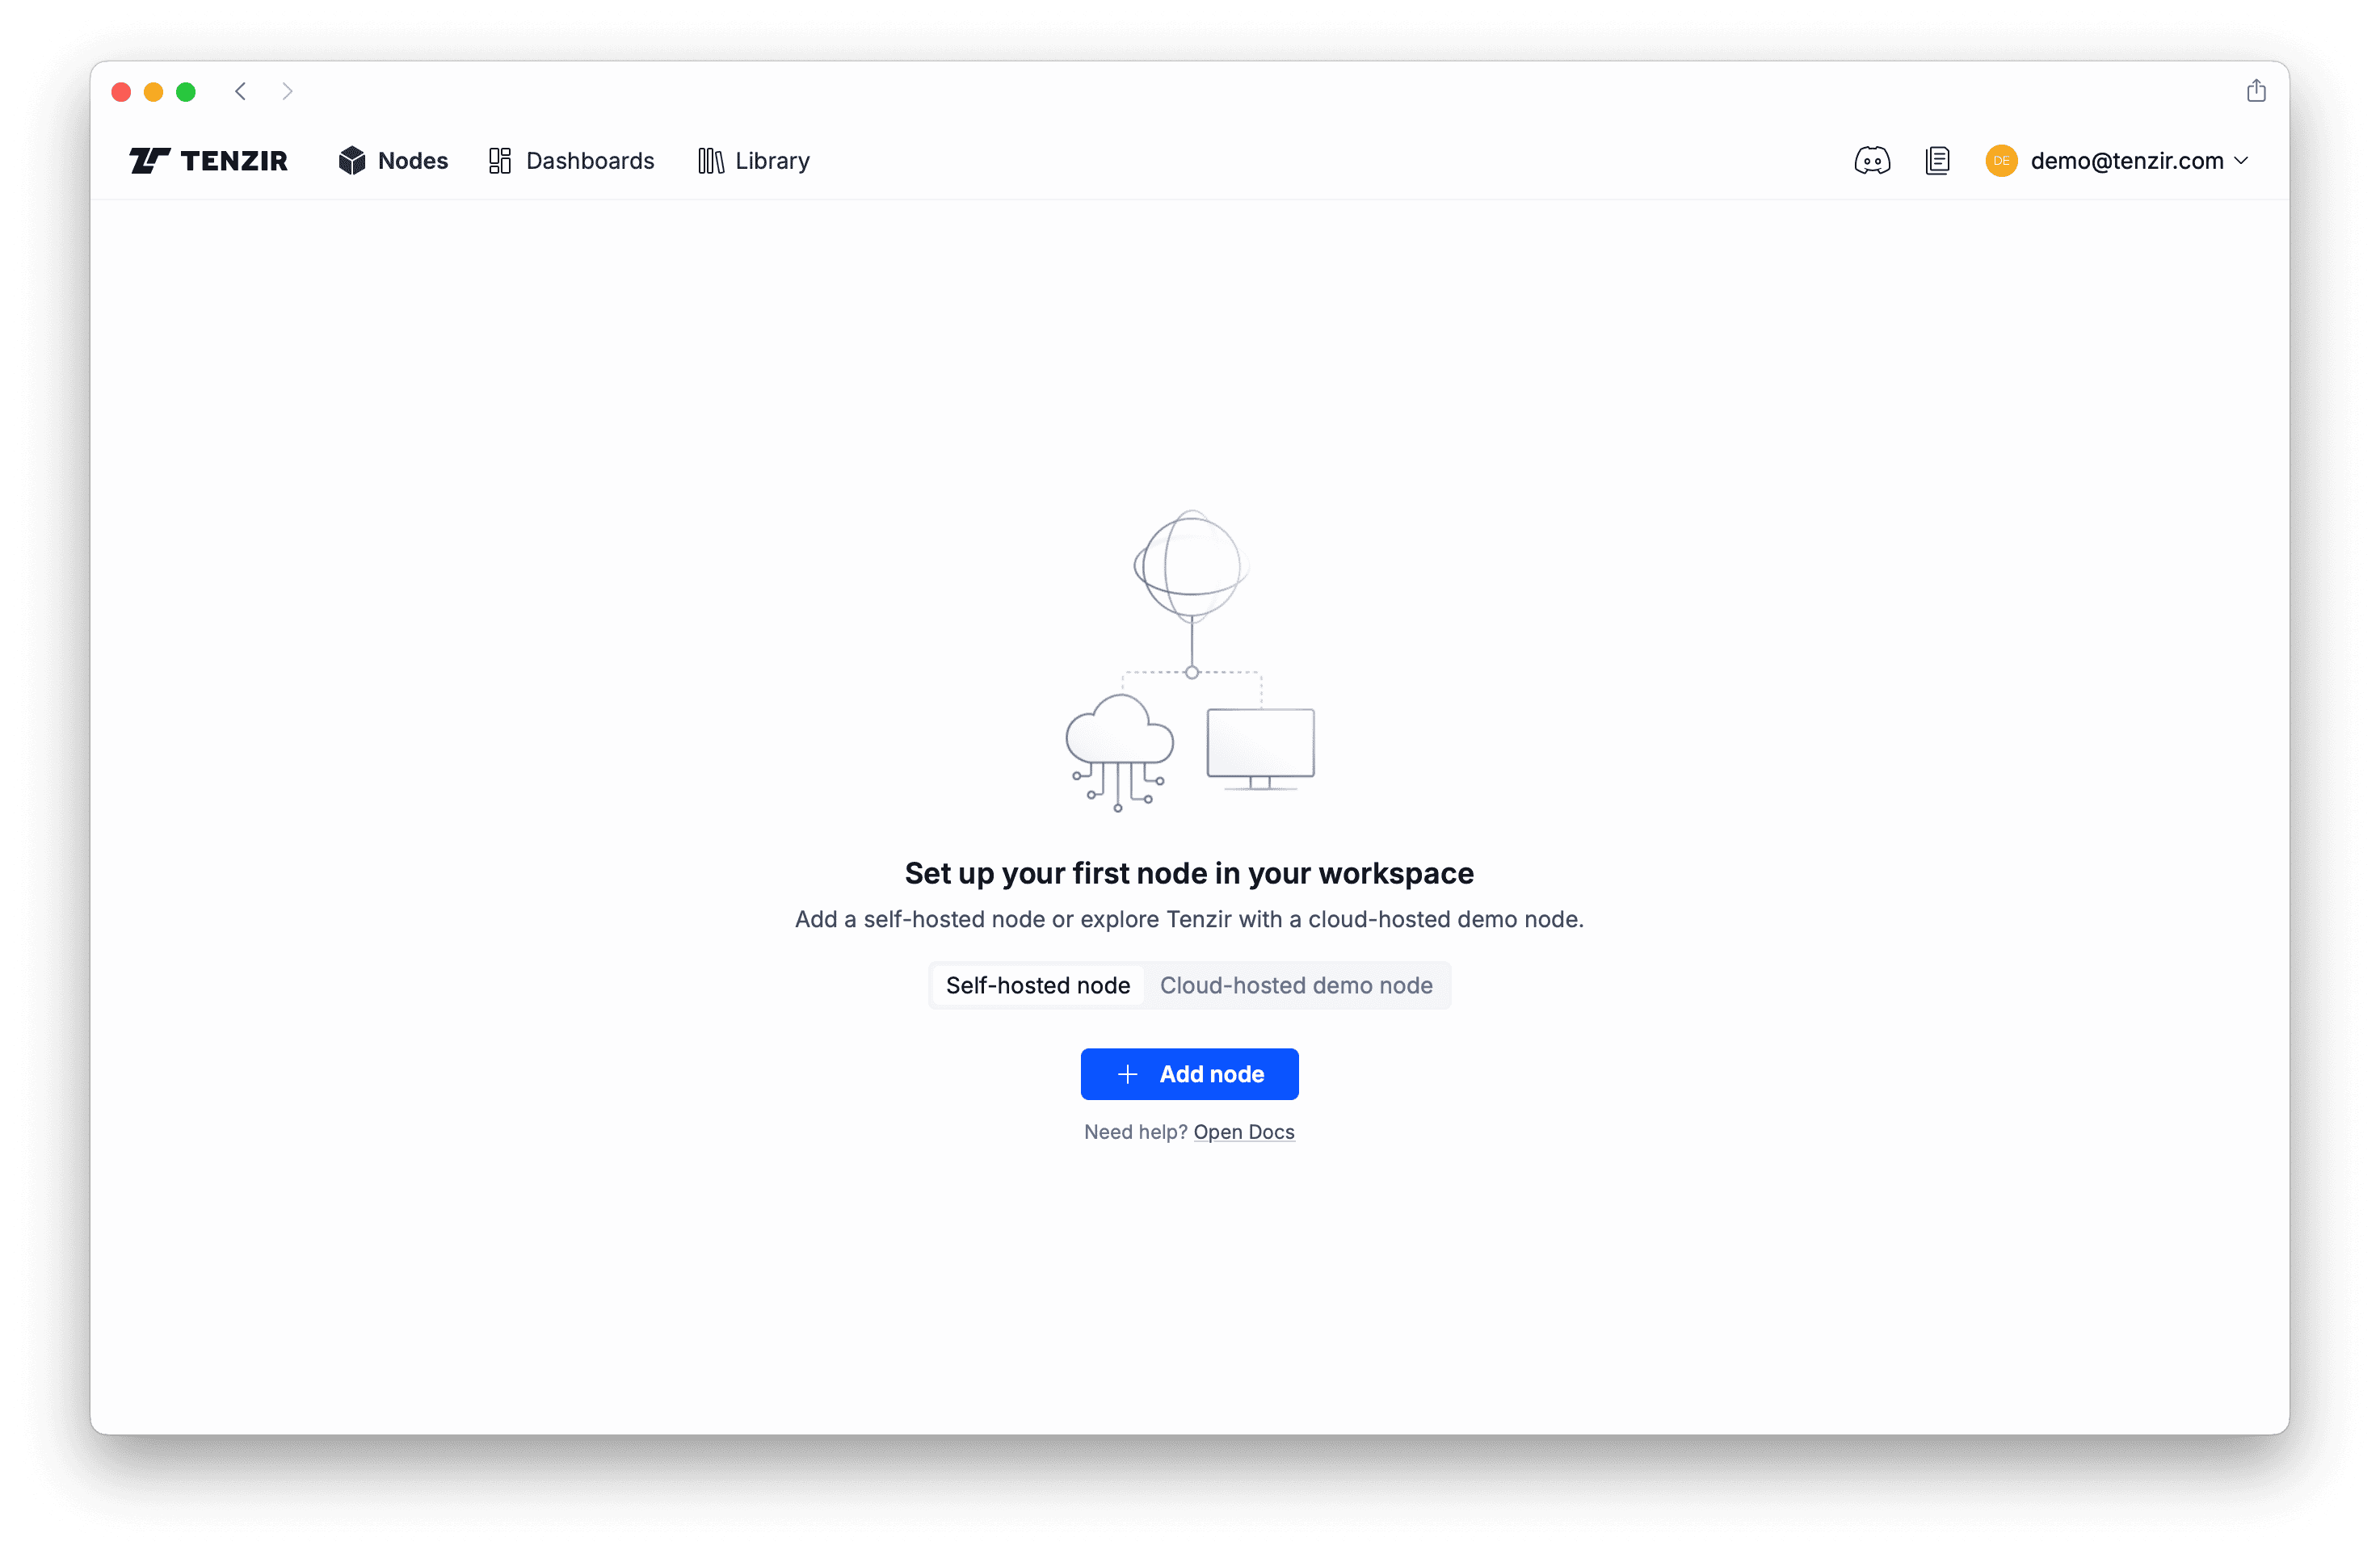 TENZIR Nodes Dashboards Library DE demo@tenzir.com
Set up your first node in your workspace
Add a self-hosted node or explore Tenzir with a cloud-hosted demo node.
Self-hosted node Cloud-hosted demo node
Add node
Need help? Open Docs